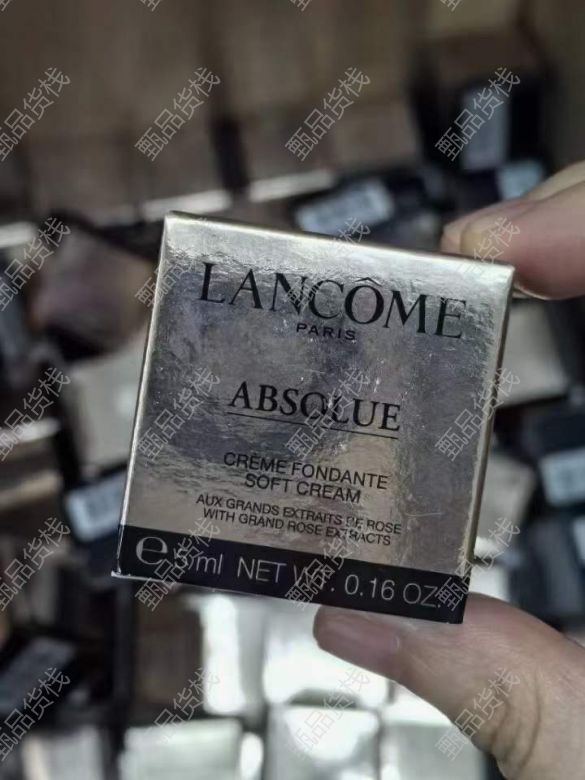 LANCÔME
PARIS
ABSOLUE
CRÈME FONDANTE
SOFT CREAM
AUX GRANDS EXTRAITS DE ROSE
WITH GRAND ROSE EXTRACTS
℮ 5ml NET WT. 0.16 OZ.
甄品货栈